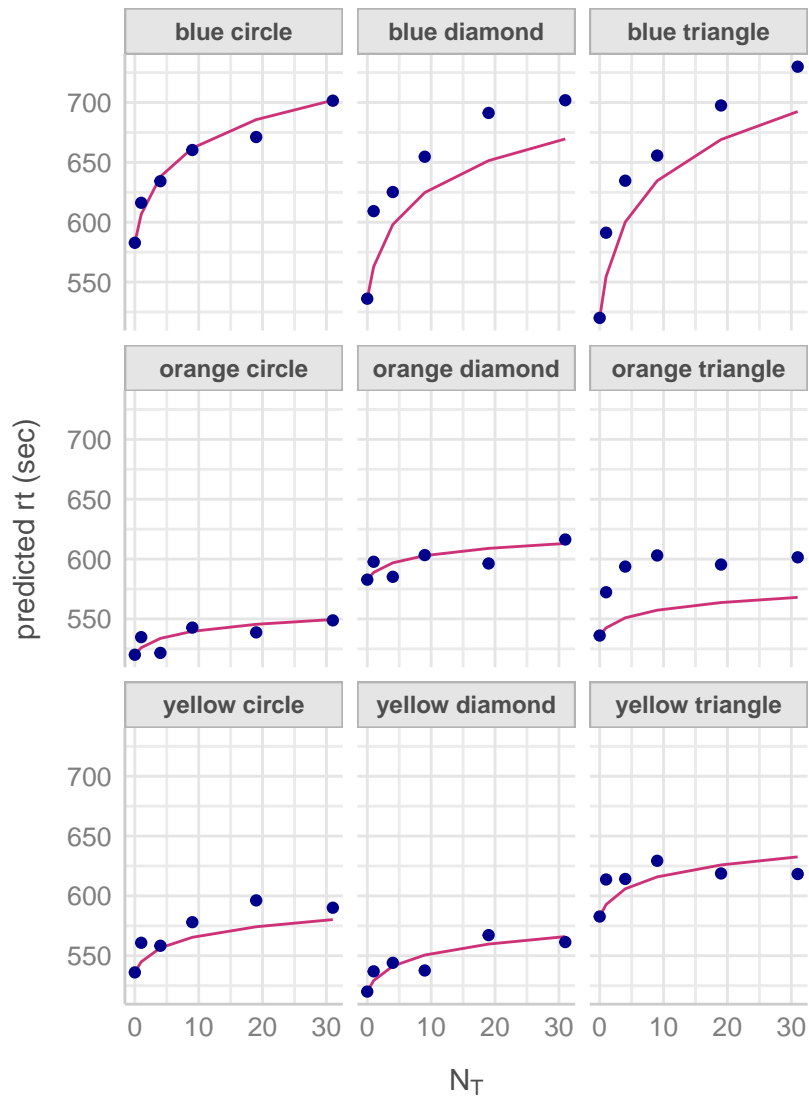 blue circle blue diamond blue triangle
700
650
600
550
orange circle orange diamond orange triangle
700
650
600
550
predicted rt (sec)
yellow circle yellow diamond yellow triangle
700
650
600
550
0 10 20 30 0 10 20 30 0 10 20 30
N_T